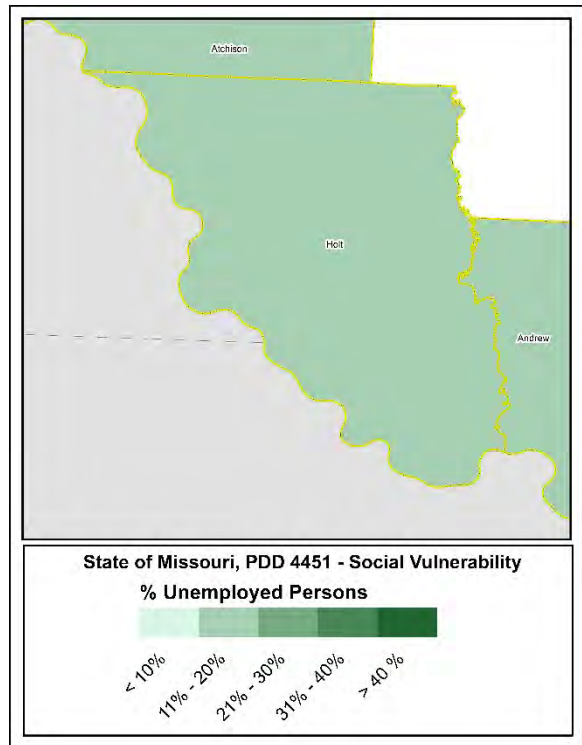 Atchison
Holt
Andrew
State of Missouri, PDD 4451 - Social Vulnerability
% Unemployed Persons
< 10%
11% - 20%
21% - 30%
31% - 40%
> 40 %